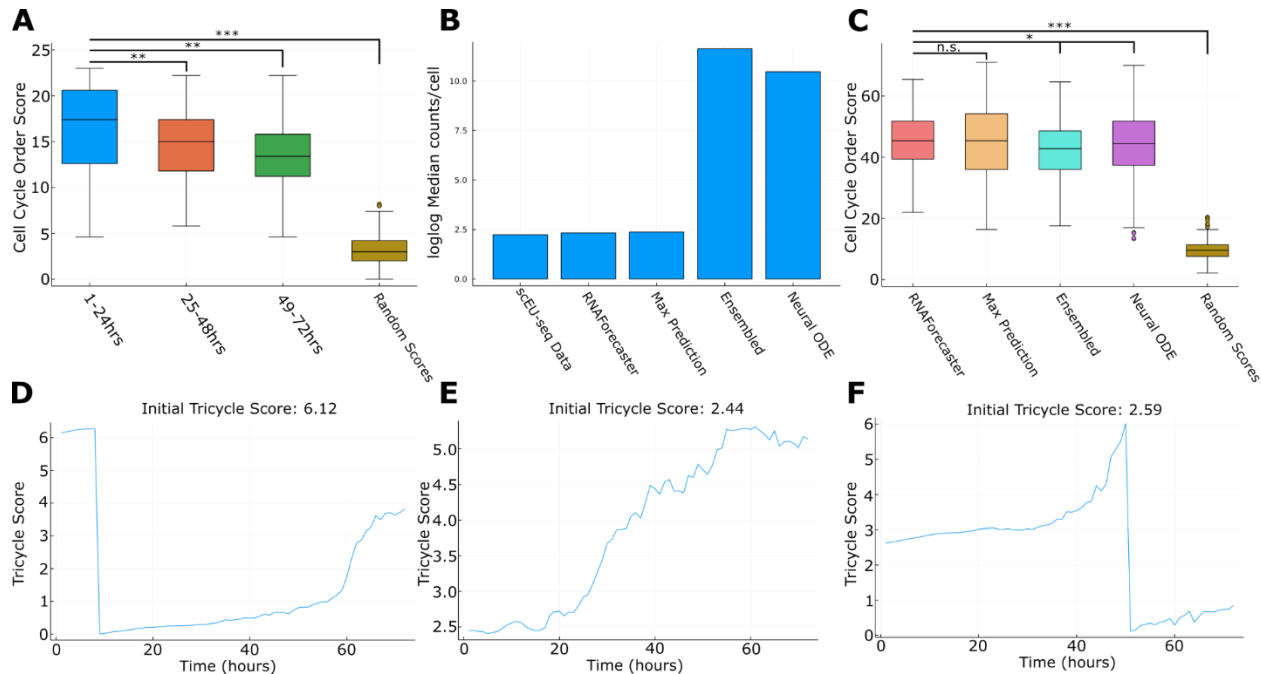 A
***
**
**
25
20
15
10
5
0
Cell Cycle Order Score
1-24hrs
25-48hrs
49-72hrs
Random Scores
B
10.0
7.5
5.0
2.5
0.0
loglog Median counts/cell
scEU-seq Data
RNAForecaster
Max Prediction
Ensembled
Neural ODE
C
***
*
n.s.
60
40
20
0
Cell Cycle Order Score
RNAForecaster
Max Prediction
Ensembled
Neural ODE
Random Scores
D
Initial Tricycle Score: 6.12
6
5
4
3
2
1
0
Tricycle Score
0
20
40
60
Time (hours)
E
Initial Tricycle Score: 2.44
5.0
4.5
4.0
3.5
3.0
2.5
Tricycle Score
0
20
40
60
Time (hours)
F
Initial Tricycle Score: 2.59
6
5
4
3
2
1
0
Tricycle Score
0
20
40
60
Time (hours)